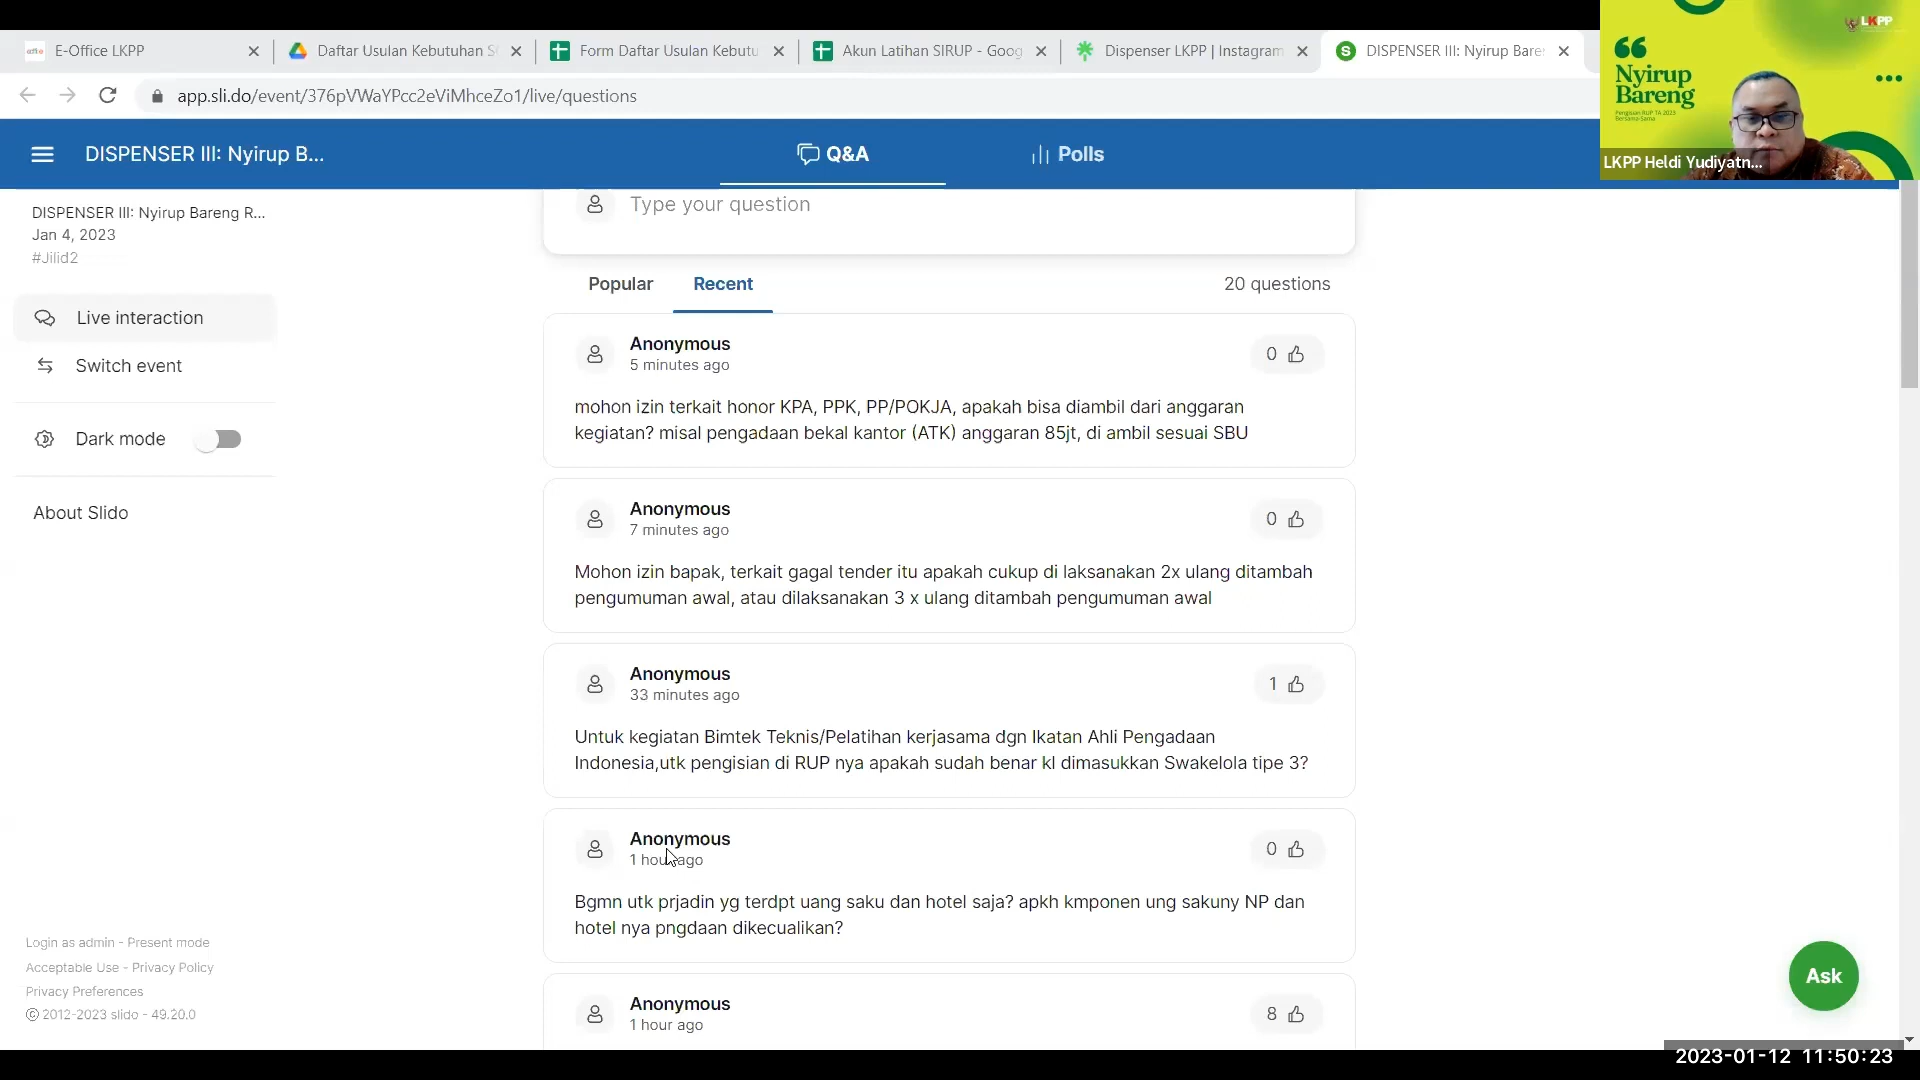 E-Office LKPP
Daftar Usulan Kebutuhan S
Form Daftar Usulan Kebutu
Akun Latihan SIRUP - Goog
Dispenser LKPP | Instagram
DISPENSER III: Nyirup Bare
app.sli.do/event/376pVWaYPcc2eViMhceZo1/live/questions
LKPP
Nyirup
Bareng
Pengisian RUP TA 2023
Bersama-Sama
LKPP Heldi Yudiyatn...
DISPENSER III: Nyirup B...
Q&A
Polls
DISPENSER III: Nyirup Bareng R...
Jan 4, 2023
#Jilid2
Live interaction
Switch event
Dark mode
About Slido
Type your question
Popular
Recent
20 questions
Anonymous
5 minutes ago
0
mohon izin terkait honor KPA, PPK, PP/POKJA, apakah bisa diambil dari anggaran
kegiatan? misal pengadaan bekal kantor (ATK) anggaran 85jt, di ambil sesuai SBU
Anonymous
7 minutes ago
0
Mohon izin bapak, terkait gagal tender itu apakah cukup di laksanakan 2x ulang ditambah
pengumuman awal, atau dilaksanakan 3 x ulang ditambah pengumuman awal
Anonymous
33 minutes ago
1
Untuk kegiatan Bimtek Teknis/Pelatihan kerjasama dgn Ikatan Ahli Pengadaan
Indonesia,utk pengisian di RUP nya apakah sudah benar kl dimasukkan Swakelola tipe 3?
Anonymous
1 hour ago
0
Bgmn utk prjadin yg terdpt uang saku dan hotel saja? apkh kmponen ung sakuny NP dan
hotel nya pngdaan dikecualikan?
Anonymous
1 hour ago
8
Login as admin - Present mode
Acceptable Use - Privacy Policy
Privacy Preferences
© 2012-2023 slido - 49.20.0
Ask
2023-01-12 11:50:23